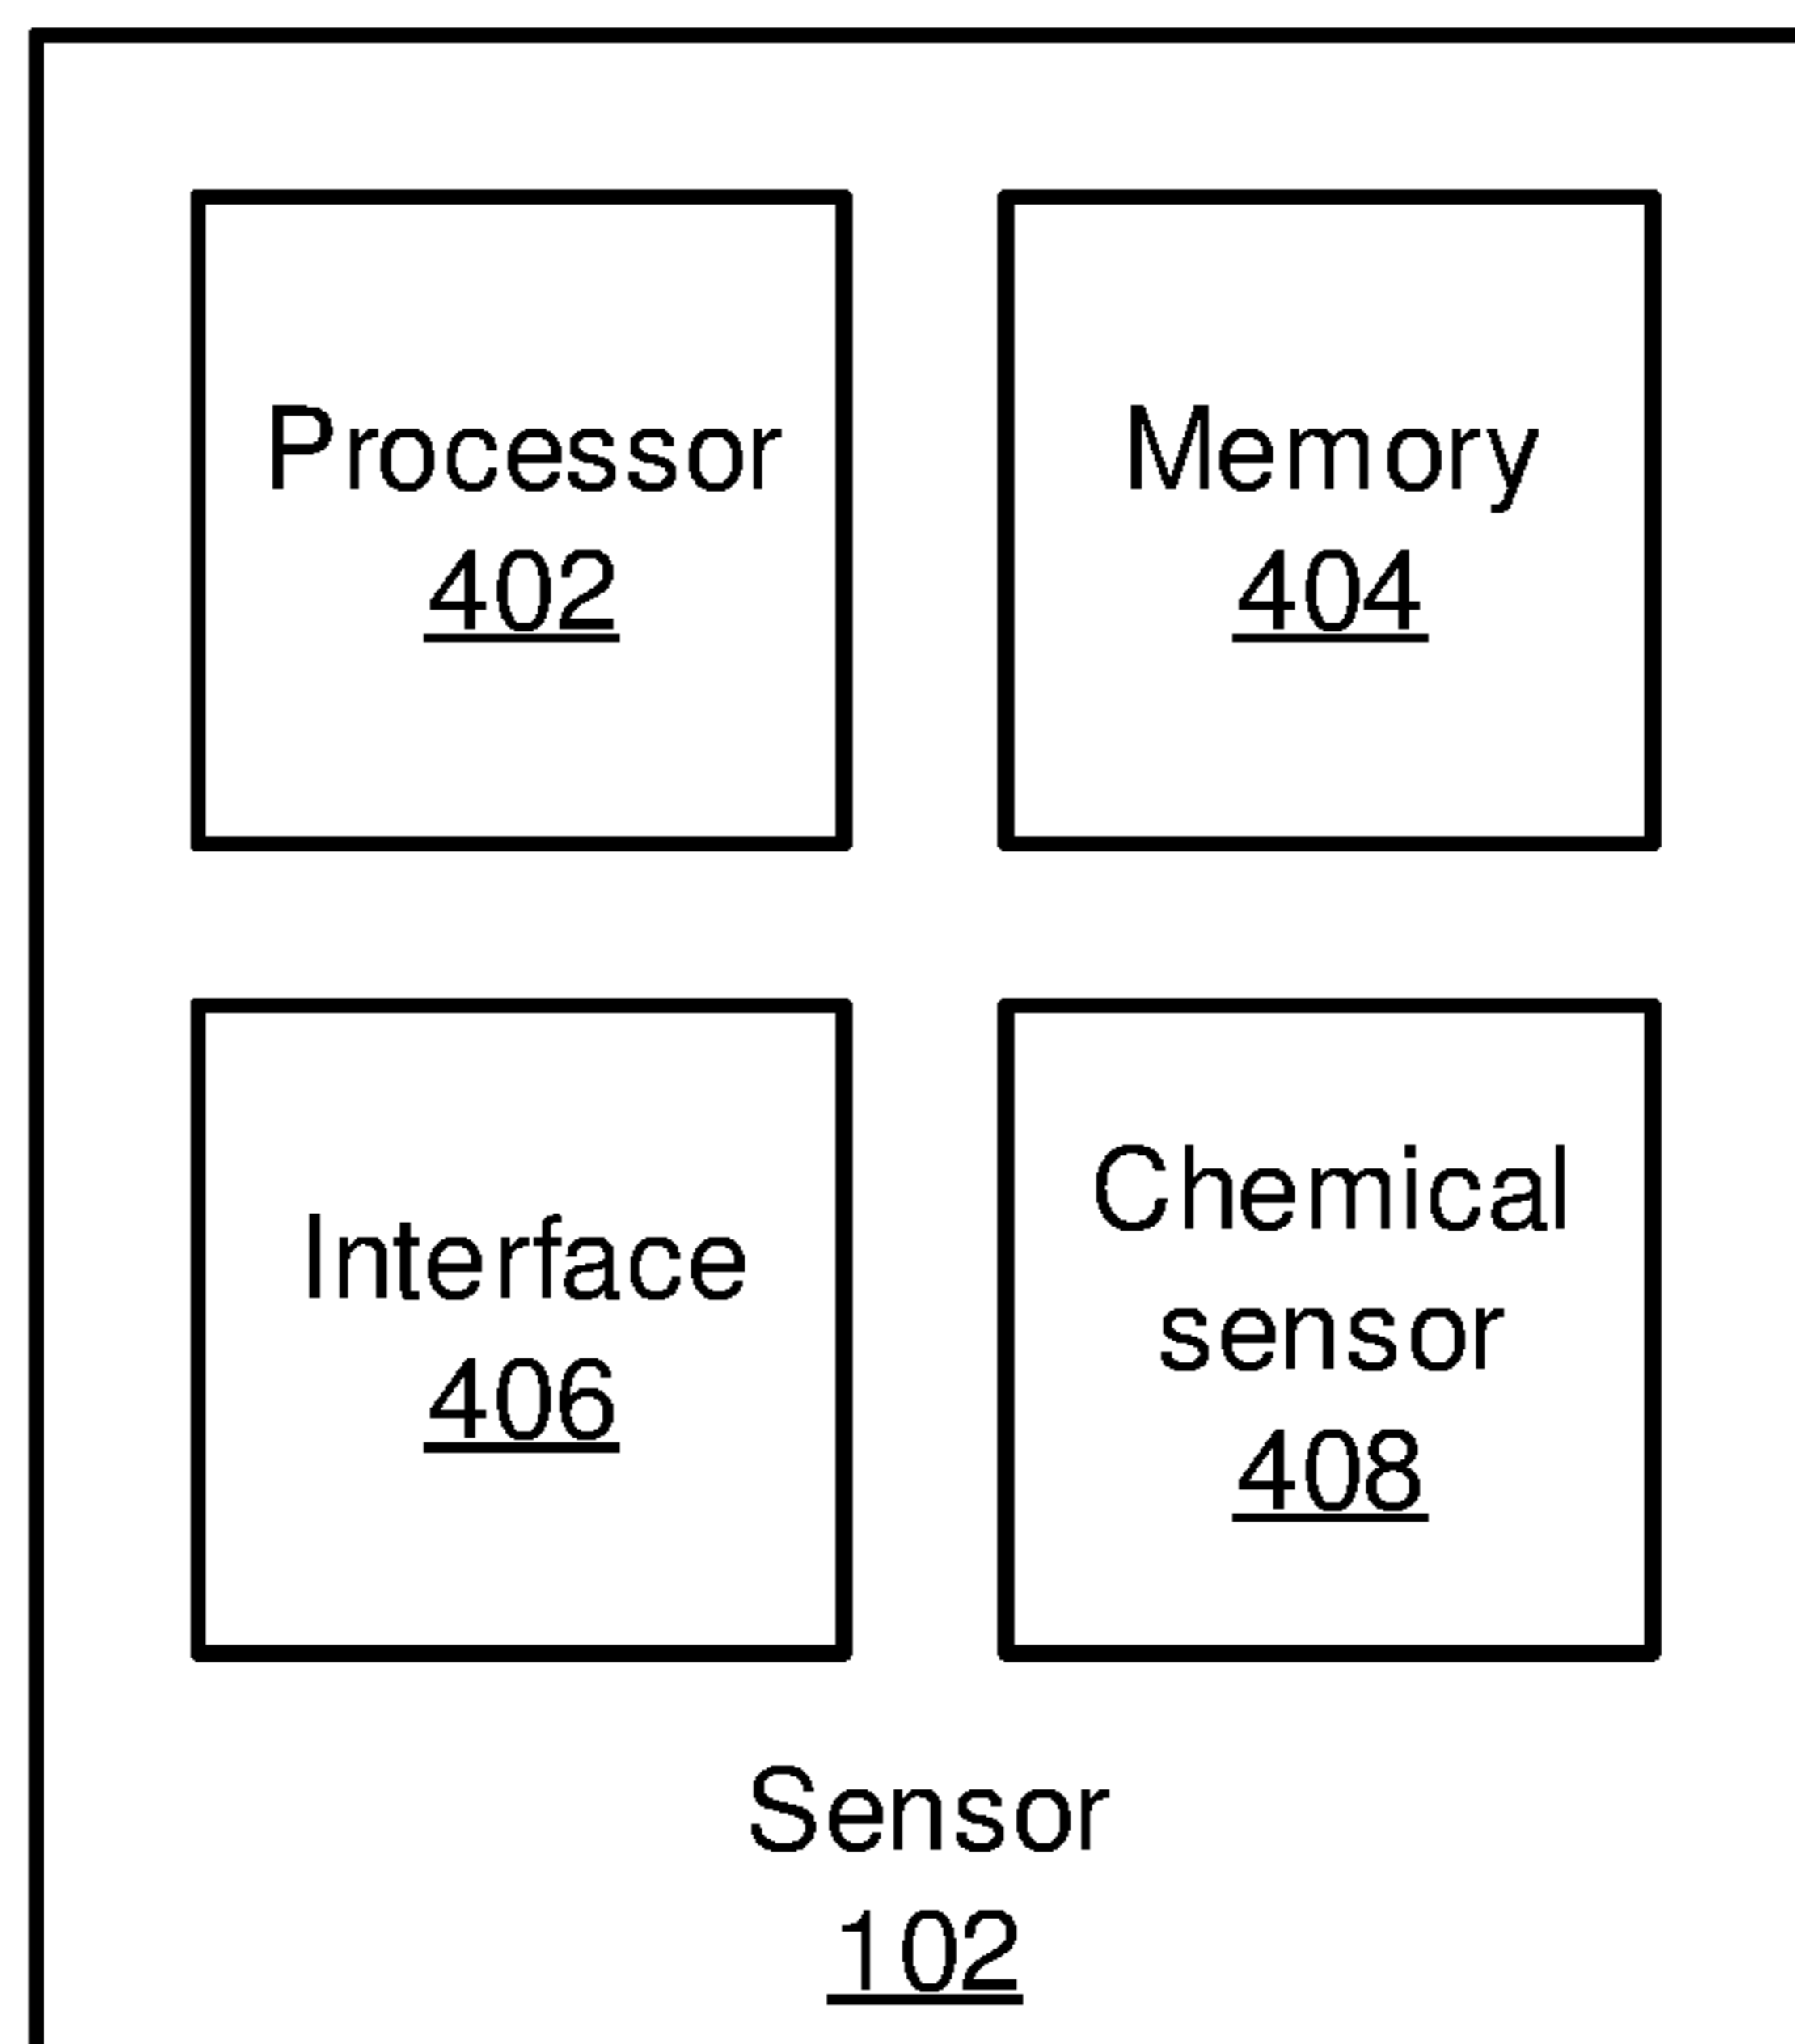 Processor
402
Memory
404
Interface
406
Chemical
sensor
408
Sensor
102